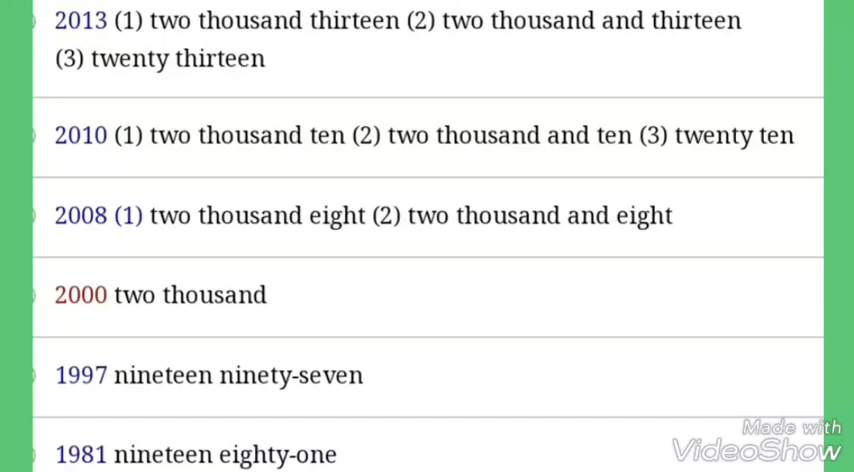 2013 (1) two thousand thirteen (2) two thousand and thirteen
(3) twenty thirteen
2010 (1) two thousand ten (2) two thousand and ten (3) twenty ten
2008 (1) two thousand eight (2) two thousand and eight
2000 two thousand
1997 nineteen ninety-seven
1981 nineteen eighty-one
Made with
VideoShow